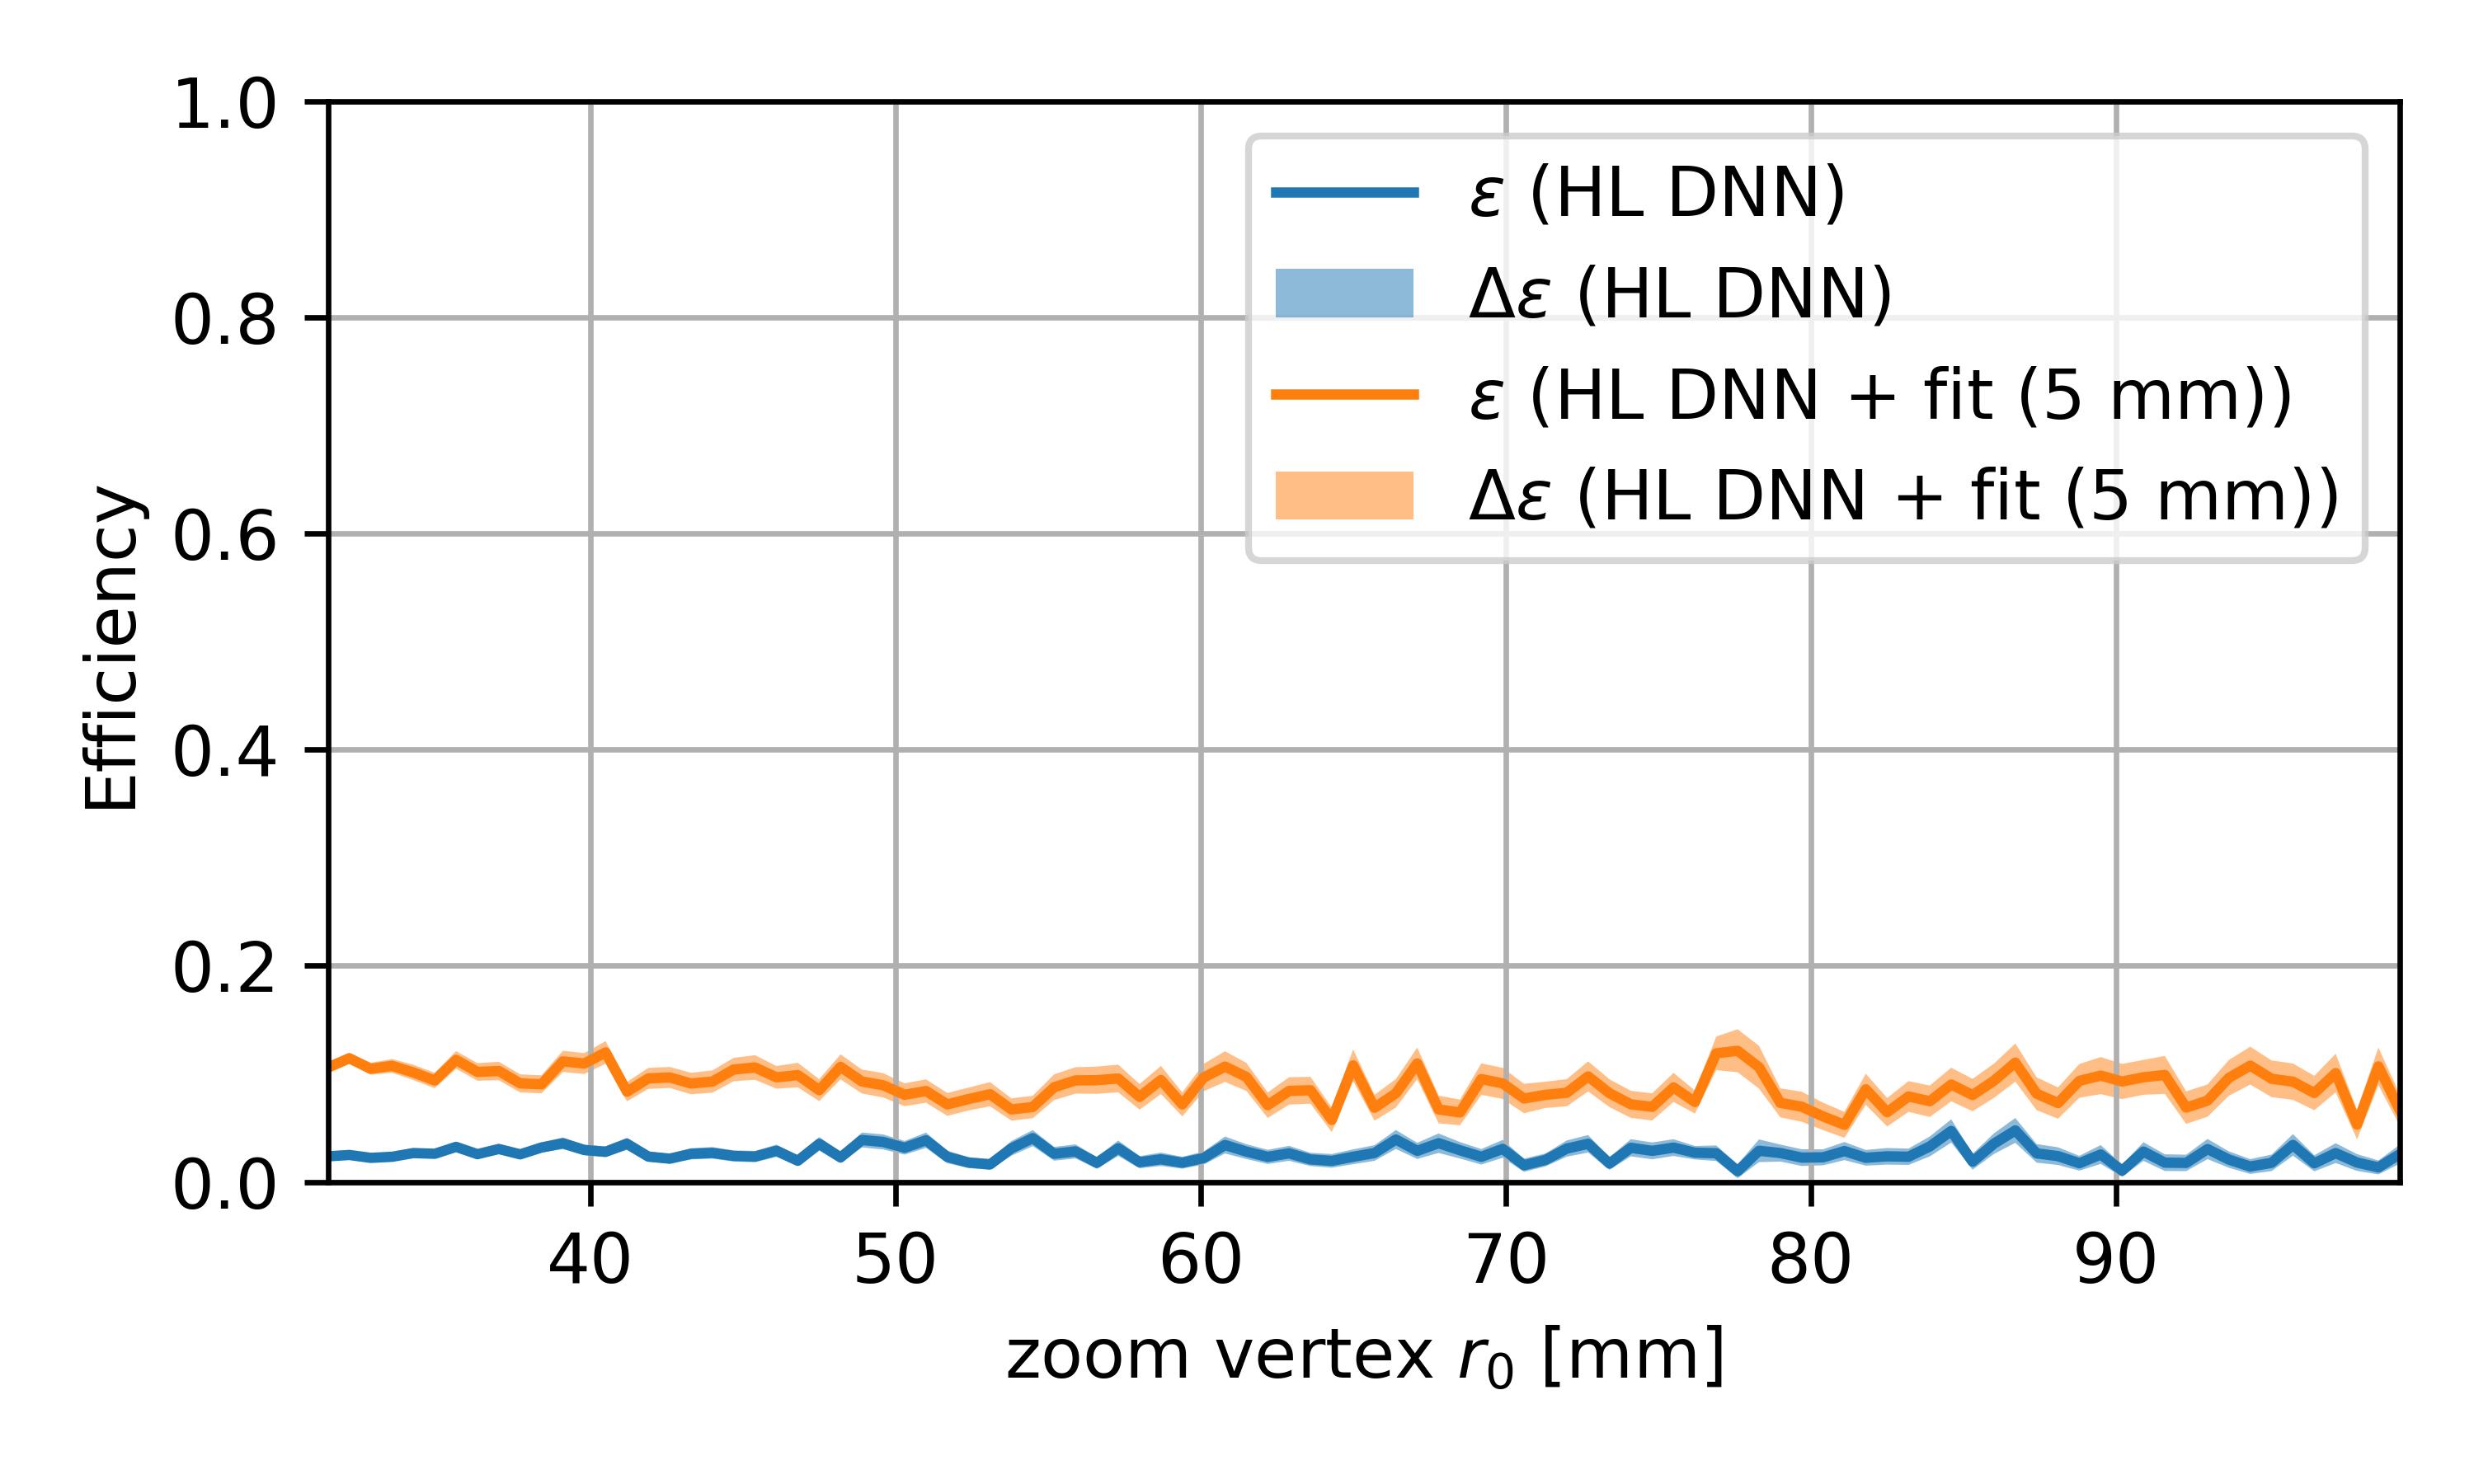 1.0
0.8
0.6
0.4
0.2
0.0
Efficiency
ε (HL DNN)
Δε (HL DNN)
ε (HL DNN + fit (5 mm))
Δε (HL DNN + fit (5 mm))
40 50 60 70 80 90
zoom vertex r₀ [mm]